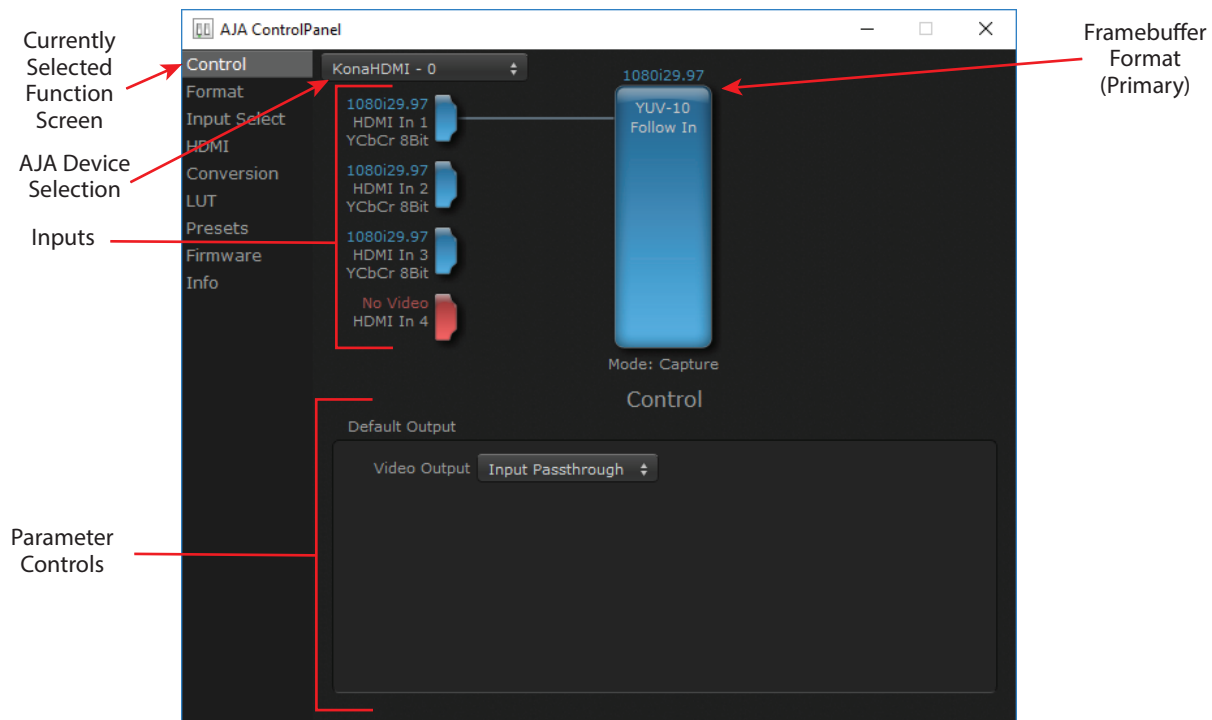 AJA ControlPanel
Currently
Selected
Function
Screen
AJA Device
Selection
Inputs
Parameter
Controls
Framebuffer
Format
(Primary)
Control
Format
Input Select
HDMI
Conversion
LUT
Presets
Firmware
Info
KonaHDMI - 0
1080i29.97
HDMI In 1
YCbCr 8Bit
1080i29.97
HDMI In 2
YCbCr 8Bit
1080i29.97
HDMI In 3
YCbCr 8Bit
No Video
HDMI In 4
1080i29.97
YUV-10
Follow In
Mode: Capture
Control
Default Output
Video Output Input Passthrough